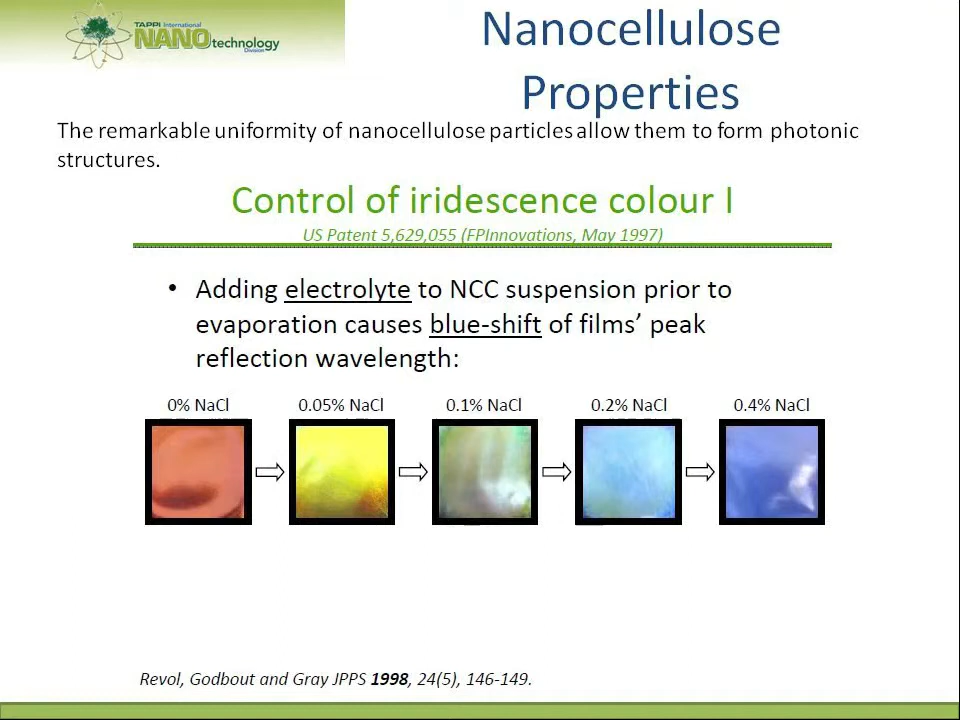 TAPPI International
NANOtechnology
Division
Nanocellulose
Properties
The remarkable uniformity of nanocellulose particles allow them to form photonic
structures.
Control of iridescence colour I
US Patent 5,629,055 (FPInnovations, May 1997)
• Adding electrolyte to NCC suspension prior to
evaporation causes blue-shift of films’ peak
reflection wavelength:
0% NaCl 0.05% NaCl 0.1% NaCl 0.2% NaCl 0.4% NaCl
Revol, Godbout and Gray JPPS 1998, 24(5), 146-149.